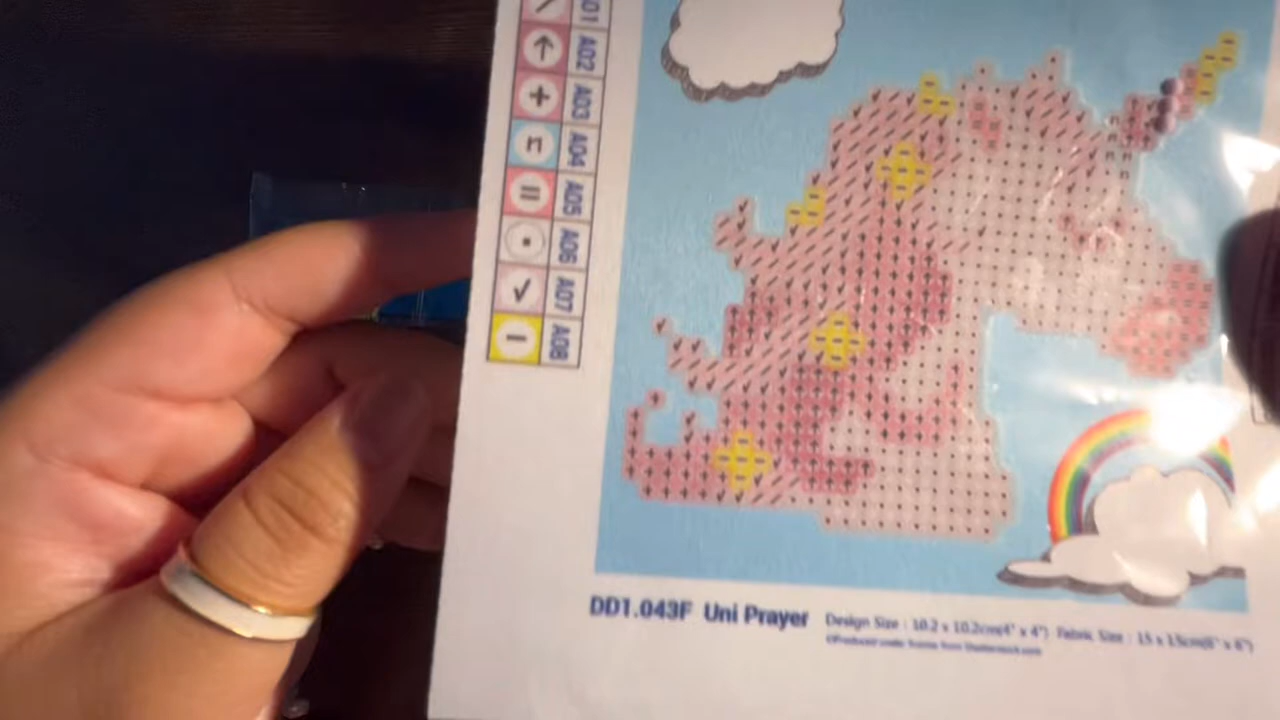 A01
A02
A03
A04
A05
A06
A07
A08
DD1.043F Uni Prayer Design Size : 10.2 x 10.2cm(4" x 4") Fabric Size : 15 x 15cm(6" x 6")